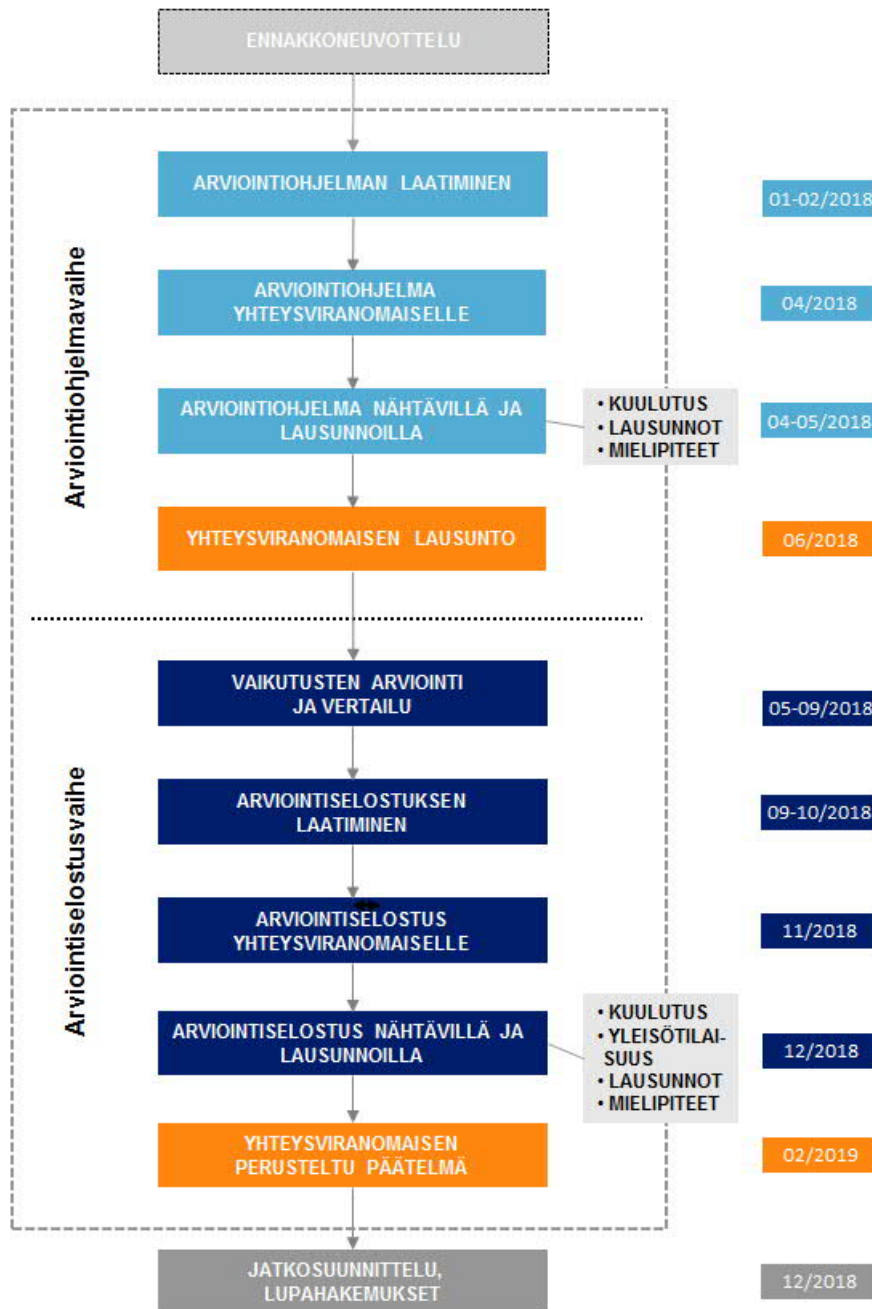 ENNAKKONEUVOTTELU
ARVIOINTIOHJELMAN LAATIMINEN
01-02/2018
Arviointiohjelmavaihe
ARVIOINTIOHJELMA
YHTEYSVIRANOMAISELLE
04/2018
ARVIOINTIOHJELMA NÄHTÄVILLÄ JA
LAUSUNNOILLA
• KUULUTUS
• LAUSUNNOT
• MIELIPITEET
04-05/2018
YHTEYSVIRANOMAISEN LAUSUNTO
06/2018
VAIKUTUSTEN ARVIOINTI
JA VERTAILU
05-09/2018
Arviointiselostusvaihe
ARVIOINTISELOSTUKSEN
LAATIMINEN
09-10/2018
ARVIOINTISELOSTUS
YHTEYSVIRANOMAISELLE
11/2018
ARVIOINTISELOSTUS NÄHTÄVILLÄ JA
LAUSUNNOILLA
• KUULUTUS
• YLEISÖTILAI-
SUUS
• LAUSUNNOT
• MIELIPITEET
12/2018
YHTEYSVIRANOMAISEN
PERUSTELTU PÄÄTELMÄ
02/2019
JATKOSUUNNITTELU,
LUPAHAKEMUKSET
12/2018